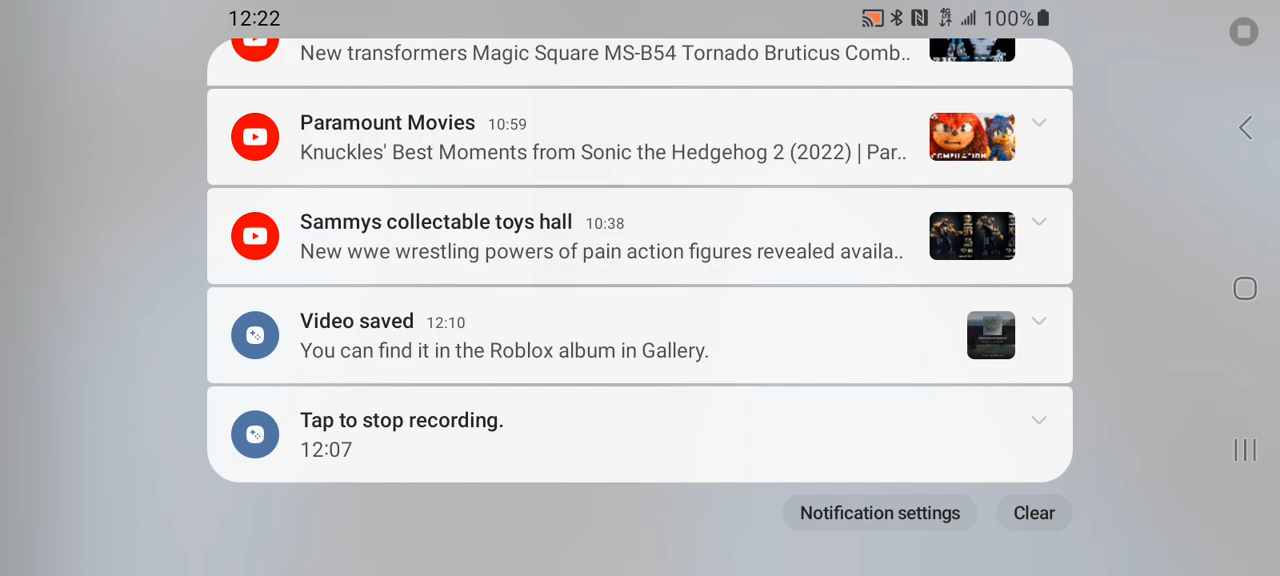 12:22
4G 100%
New transformers Magic Square MS-B54 Tornado Bruticus Comb..
Paramount Movies 10:59
Knuckles' Best Moments from Sonic the Hedgehog 2 (2022) | Par..
COMPILATION
Sammys collectable toys hall 10:38
New wwe wrestling powers of pain action figures revealed availa..
Video saved 12:10
You can find it in the Roblox album in Gallery.
Tap to stop recording.
12:07
Notification settings Clear